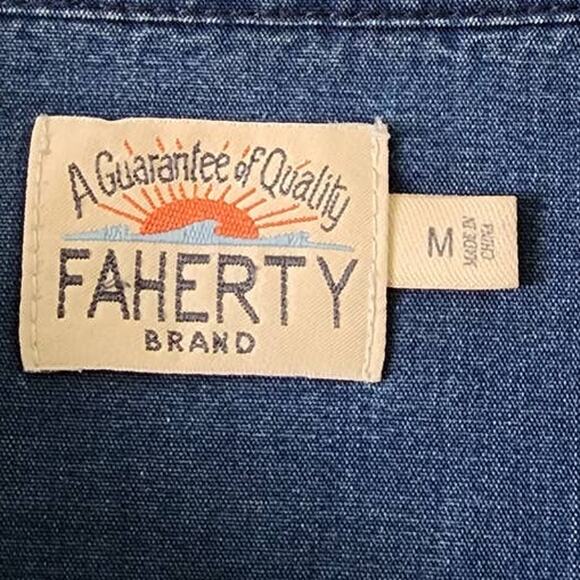 A Guarantee of Quality
FAHERTY
BRAND
M
MADE IN
CHINA